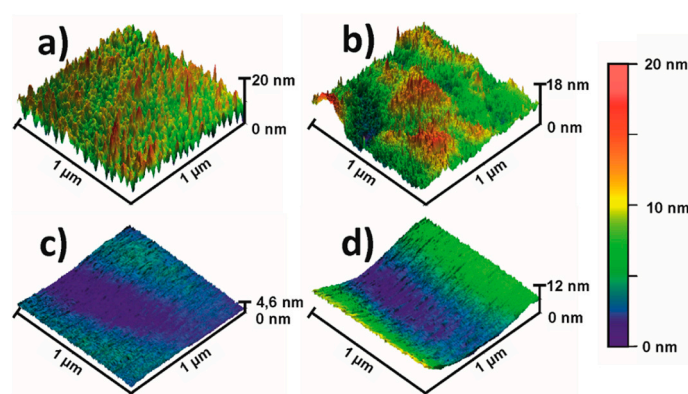 a)
20 nm
0 nm
1 µm
1 µm
b)
18 nm
0 nm
1 µm
1 µm
20 nm
10 nm
0 nm
c)
4,6 nm
0 nm
1 µm
1 µm
d)
12 nm
0 nm
1 µm
1 µm